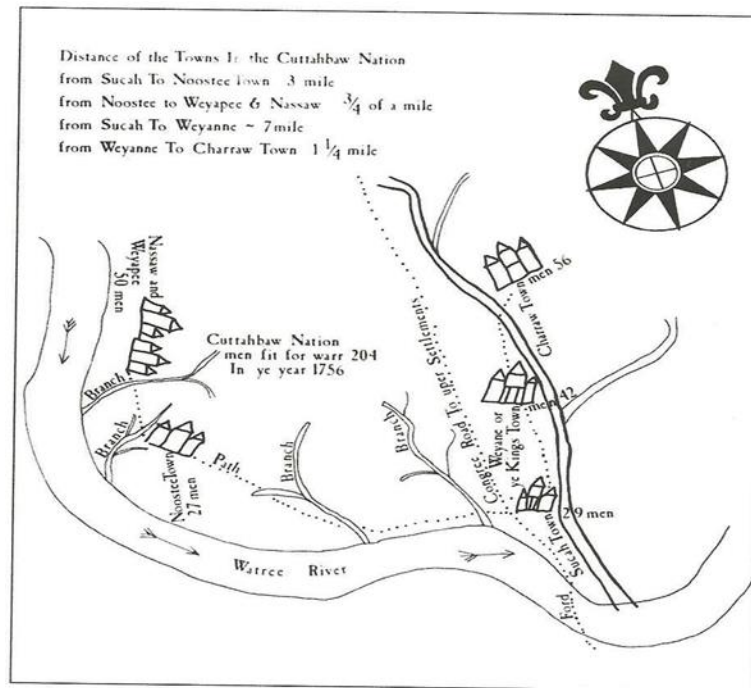 Distance of the Towns In the Cuttahbaw Nation
from Sucah To Noostee Town 3 mile
from Noostee to Weyapee & Nassaw 3/4 of a mile
from Sucah To Weyanne ~ 7 mile
from Weyanne To Charraw Town 1 1/4 mile
Nassaw and
Weyapee
50 men
Cuttahbaw Nation
men fit for warr 204
In ye year 1756
Branch
Branch
Noostee Town
27 men
Path
Branch
Branch
Congree Road To upper Settlements
men 56
Charraw Town
men 42
Weyane or
ye Kings Town
29 men
Sucah Town
Ford
Watree River